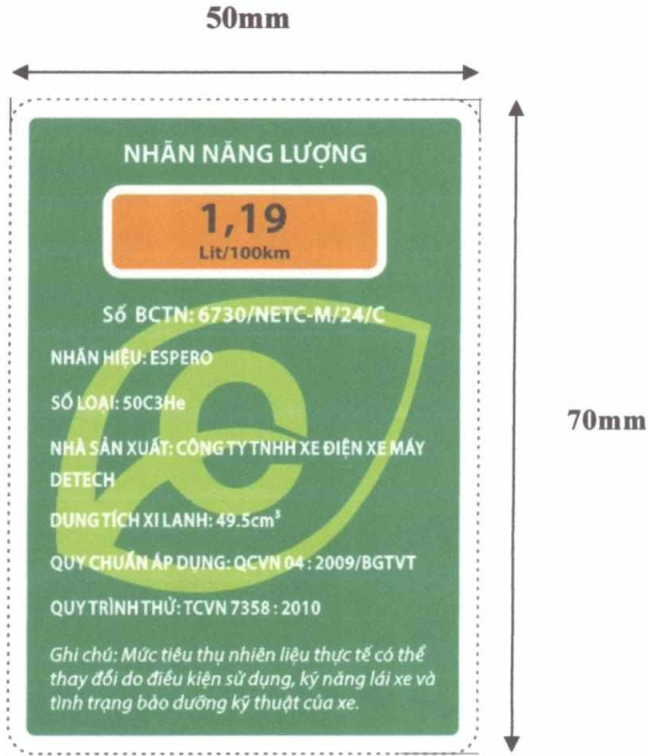 50mm
NHÃN NĂNG LƯỢNG
1,19
Lit/100km
Số BCTN: 6730/NETC-M/24/C
NHÃN HIỆU: ESPERO
SỐ LOẠI: 50C3He
NHÀ SẢN XUẤT: CÔNG TY TNHH XE ĐIỆN XE MÁY
DETECH
DUNG TÍCH XI LANH: 49.5cm³
QUY CHUẨN ÁP DỤNG: QCVN 04 : 2009/BGTVT
QUY TRÌNH THỬ: TCVN 7358 : 2010
Ghi chú: Mức tiêu thụ nhiên liệu thực tế có thể
thay đổi do điều kiện sử dụng, kỹ năng lái xe và
tình trạng bảo dưỡng kỹ thuật của xe.
70mm